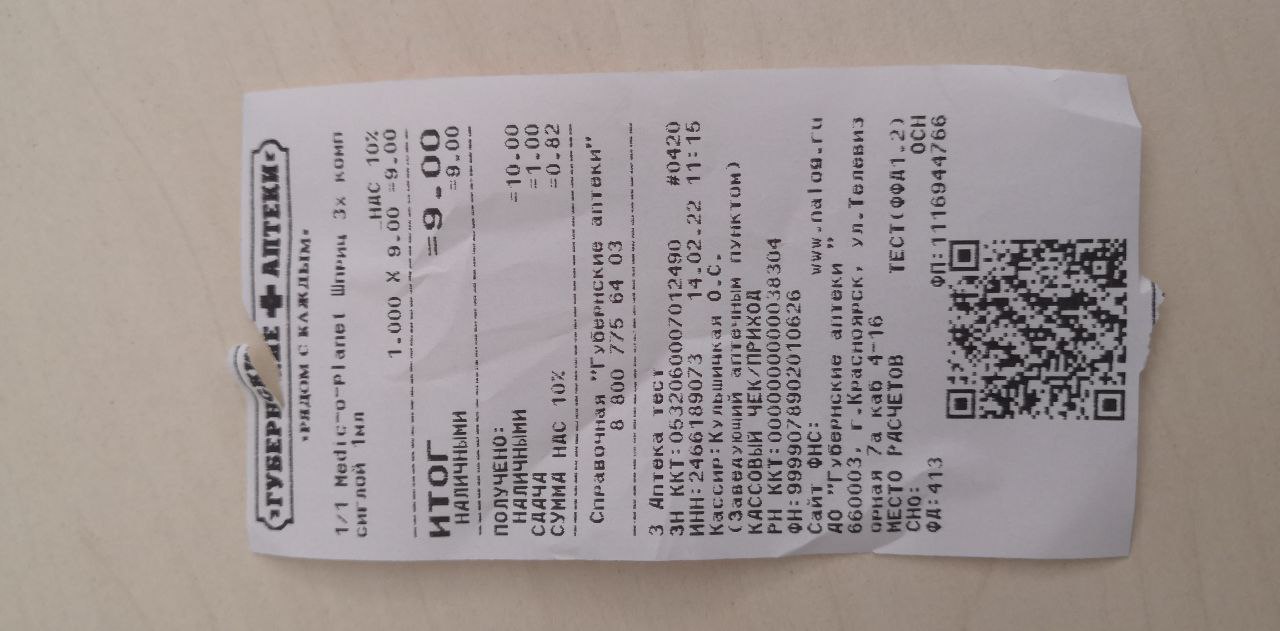 ГУБЕРНСКИЕ АПТЕКИ
РЯДОМ С КАЖДЫМ
1/1 Medic-o-Planet Шприц 3х комп
сиглой 1мл
_НДС 10%
1.000 X 9.00 =9.00
ИТОГ =9.00
НАЛИЧНЫМИ =9.00
ПОЛУЧЕНО:
НАЛИЧНЫМИ =10.00
СДАЧА =1.00
СУММА НДС 10% =0.82
Справочная "Губернские аптеки"
8 800 775 64 03
3 Аптека тест
ЗН ККТ:0532060007012490 #0420
ИНН:2466189073 14.02.22 11:15
Кассир:Кульшичкая О.С.
(Заведующий аптечным пунктом)
КАССОВЫЙ ЧЕК/ПРИХОД
РН ККТ:0000000000038304
ФН:9999078902010626
Сайт ФНС: www.nalog.ru
АО "Губернские аптеки "
660003, г.Красноярск, ул.Телевиз
орная 7а каб 4-16
МЕСТО РАСЧЕТОВ ТЕСТ(ФФД1.2)
СНО: ОСН
ФД:413 ФП:1116944766